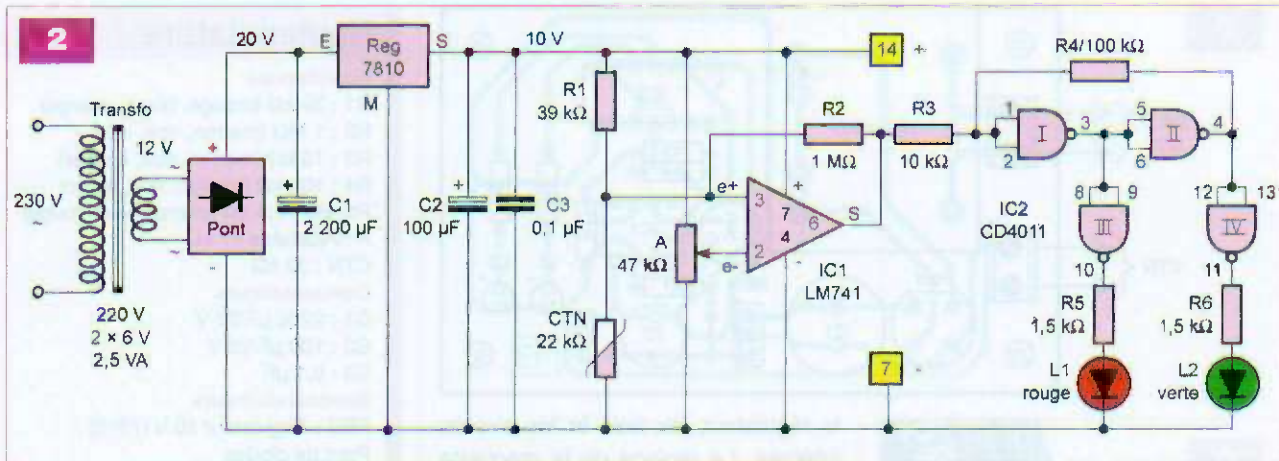 2
20 V
E
Reg
7810
S
M
10 V
14
+
R4/100 kΩ
Transfo
12 V
230 V
~
~
~
+
-
Pont
220 V
2 × 6 V
2,5 VA
+
C1
2 200 µF
+
C2
100 µF
C3
0,1 µF
R1
39 kΩ
CTN
22 kΩ
A
47 kΩ
e+
e-
R2
1 MΩ
R3
10 kΩ
3
2
+
7
4
6
S
-
IC1
LM741
7
-
1
2
I
3
5
6
II
4
IC2
CD4011
8
9
III
10
12
13
IV
11
R5
1,5 kΩ
R6
1,5 kΩ
L1
rouge
L2
verte